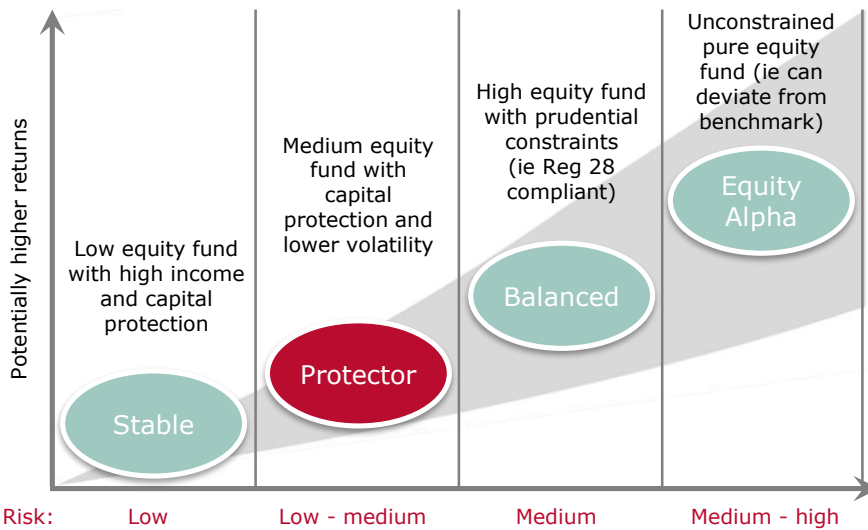 Potentially higher returns
Low equity fund
with high income
and capital
protection
Stable
Medium equity
fund with
capital
protection and
lower volatility
Protector
High equity fund
with prudential
constraints
(ie Reg 28
compliant)
Balanced
Unconstrained
pure equity
fund (ie can
deviate from
benchmark)
Equity
Alpha
Risk: Low Low - medium Medium Medium - high